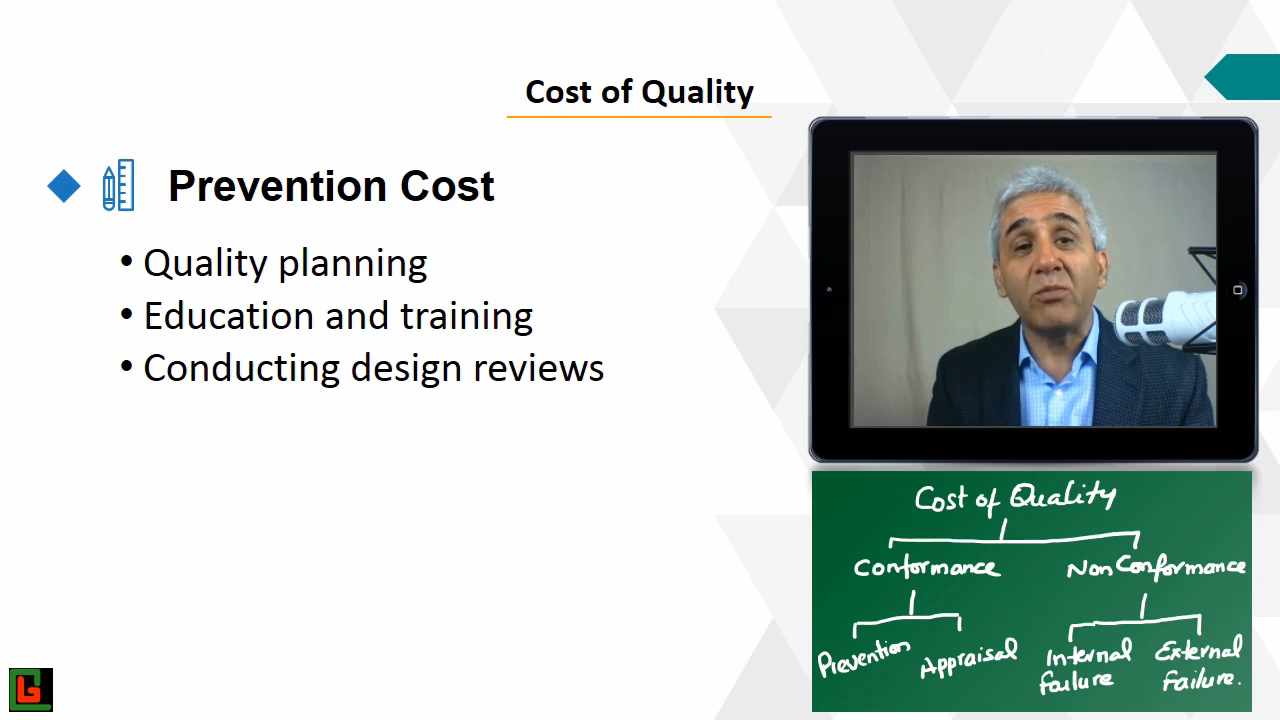 Cost of Quality
Prevention Cost
• Quality planning
• Education and training
• Conducting design reviews
Cost of Quality
Conformance Non Conformance
Prevention Appraisal Internal failure External Failure.
LG